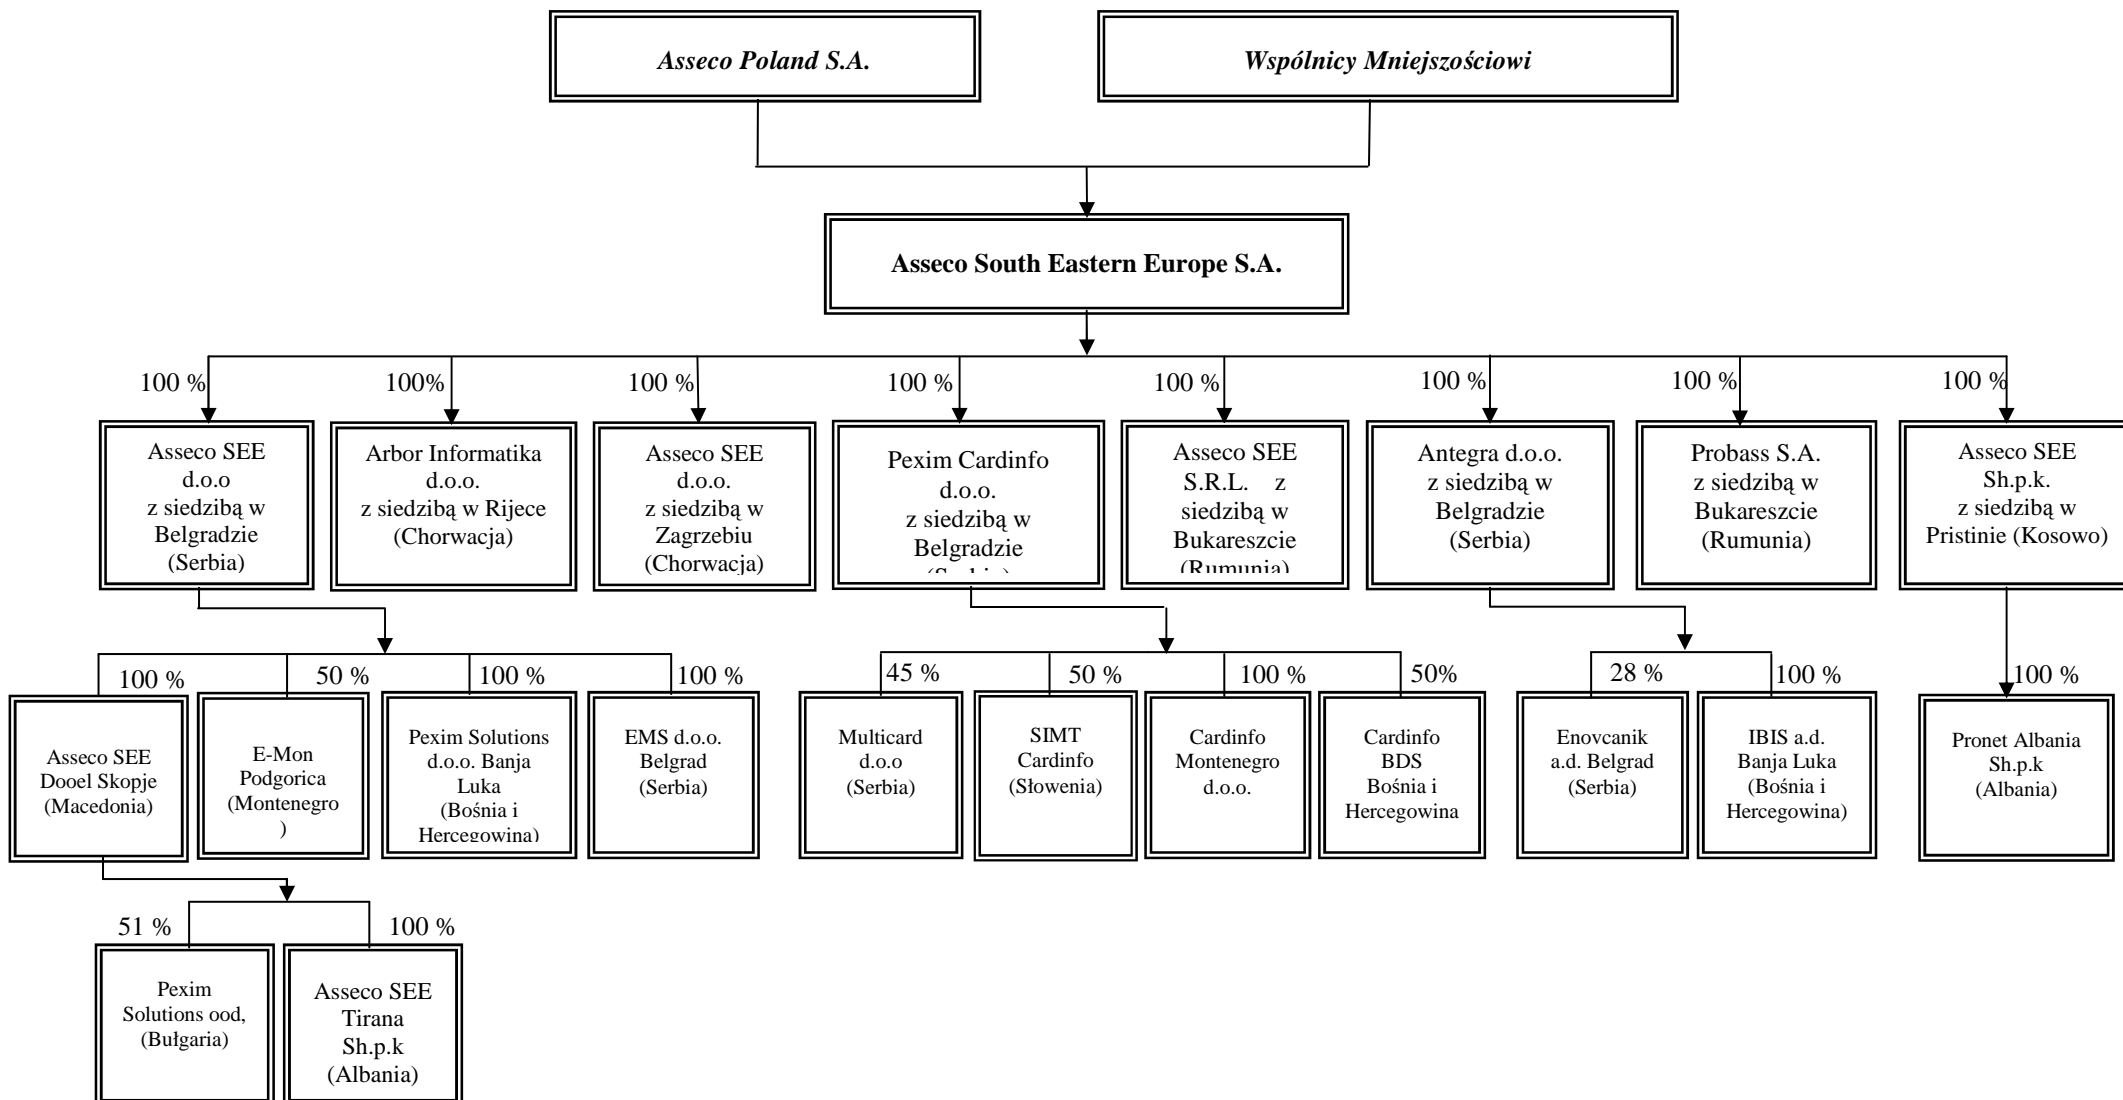 Asseco Poland S.A.
Wspólnicy Mniejszościowi
Asseco South Eastern Europe S.A.
100 %
100%
100 %
100 %
100 %
100 %
100 %
100 %
Asseco SEE
d.o.o
z siedzibą w
Belgradzie
(Serbia)
Arbor Informatika
d.o.o.
z siedzibą w Rijece
(Chorwacja)
Asseco SEE
d.o.o.
z siedzibą w
Zagrzebiu
(Chorwacja)
Pexim Cardinfo
d.o.o.
z siedzibą w
Belgradzie
Asseco SEE
S.R.L. z
siedzibą w
Bukareszcie
(Rumunia)
Antegra d.o.o.
z siedzibą w
Belgradzie
(Serbia)
Probass S.A.
z siedzibą w
Bukareszcie
(Rumunia)
Asseco SEE
Sh.p.k.
z siedzibą w
Pristinie (Kosowo)
100 %
50 %
100 %
100 %
45 %
50 %
100 %
50%
28 %
100 %
100 %
Asseco SEE
Dooel Skopje
(Macedonia)
E-Mon
Podgorica
(Montenegro
)
Pexim Solutions
d.o.o. Banja
Luka
(Bośnia i
Hercegowina)
EMS d.o.o.
Belgrad
(Serbia)
Multicard
d.o.o
(Serbia)
SIMT
Cardinfo
(Słowenia)
Cardinfo
Montenegro
d.o.o.
Cardinfo
BDS
Bośnia i
Hercegowina
Enovcanik
a.d. Belgrad
(Serbia)
IBIS a.d.
Banja Luka
(Bośnia i
Hercegowina)
Pronet Albania
Sh.p.k
(Albania)
51 %
100 %
Pexim
Solutions ood,
(Bułgaria)
Asseco SEE
Tirana
Sh.p.k
(Albania)